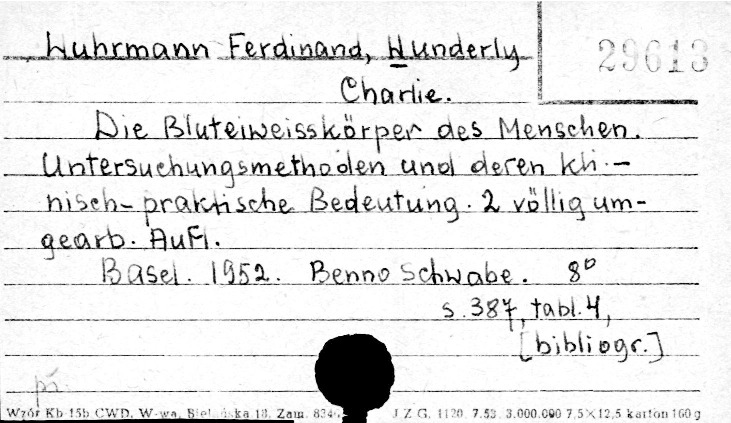 Wuhrmann Ferdinand, Wunderly 29613
Charlie.
Die Bluteiweisskörper des Menschen.
Untersuchungsmethoden und deren kli-
nisch-praktische Bedeutung. 2 völlig um-
gearb. Aufl.
Basel. 1952. Benno Schwabe. 8°
s. 387, tabl. 4,
[bibliogr.]
Wzór Kb 15b CWD, W-wa, 18. Zam. J Z G. 1120. 7.53. 3.000.000 7,5×12,5 karton 160 g